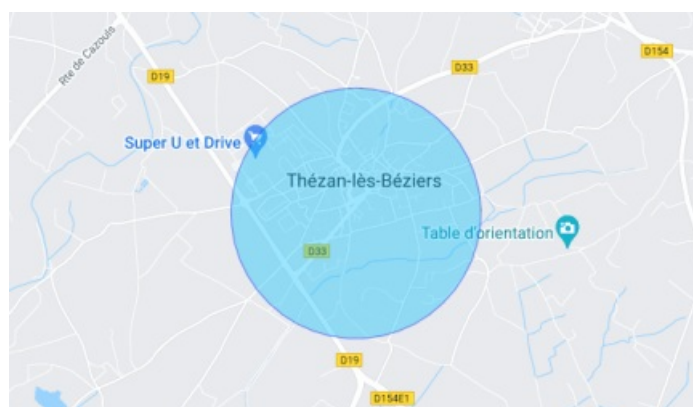 D154
Rte de Cazouls
D33
D19
Super U et Drive
Thézan-lès-Béziers
Table d'orientation
D33
D19
D154E1